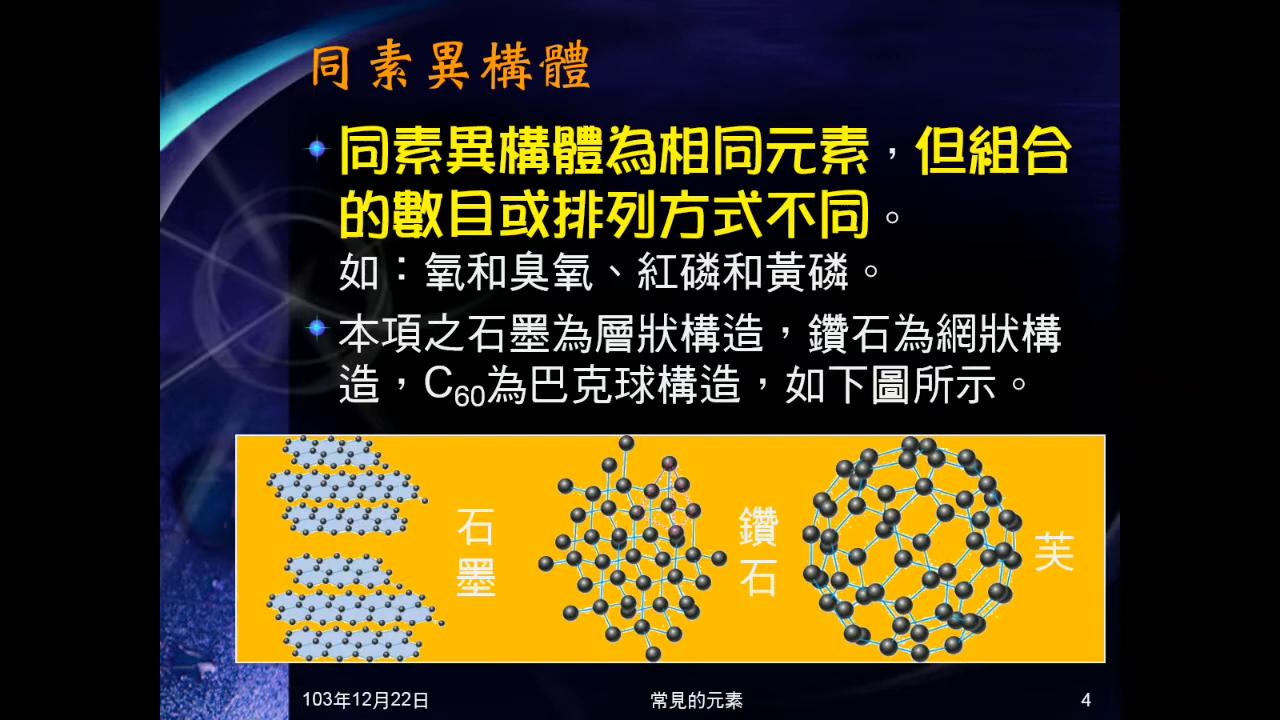 同素異構體
同素異構體為相同元素，但組合
的數目或排列方式不同。
如：氧和臭氧、紅磷和黃磷。
本項之石墨為層狀構造，鑽石為網狀構
造，C60為巴克球構造，如下圖所示。
石墨
鑽石
芙
103年12月22日
常見的元素
4